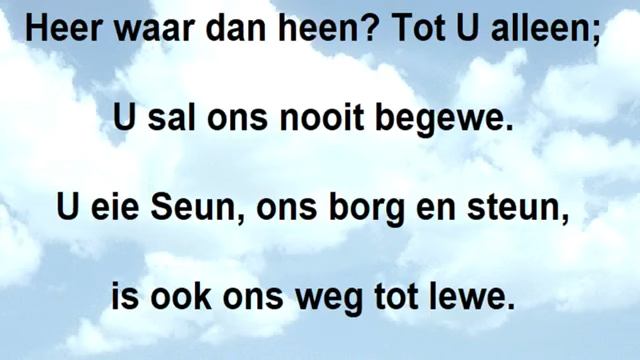 Heer waar dan heen? Tot U alleen;
U sal ons nooit begewe.
U eie Seun, ons borg en steun,
is ook ons weg tot lewe.